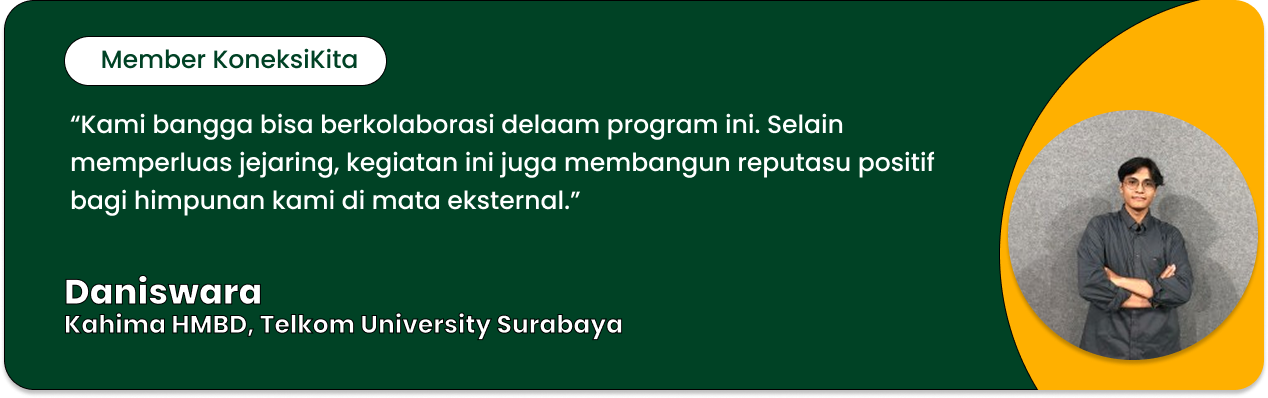 Member KoneksiKita
“Kami bangga bisa berkolaborasi delaam program ini. Selain
memperluas jejaring, kegiatan ini juga membangun reputasu positif
bagi himpunan kami di mata eksternal.”
Daniswara
Kahima HMBD, Telkom University Surabaya